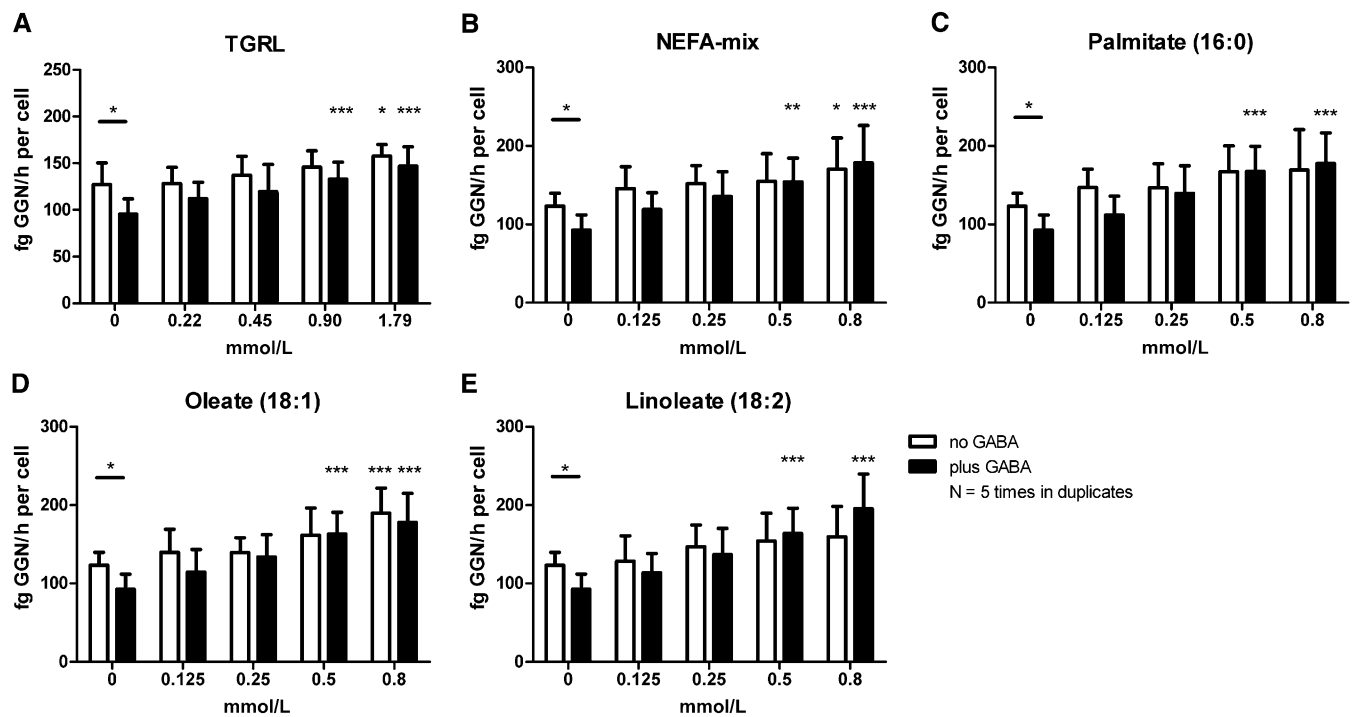 A
TGRL
fg GGN/h per cell
250
200
150
100
50
0
* *** * ***
0 0.22 0.45 0.90 1.79
mmol/L
B
NEFA-mix
fg GGN/h per cell
300
200
100
0
* ** * ***
0 0.125 0.25 0.5 0.8
mmol/L
C
Palmitate (16:0)
fg GGN/h per cell
300
200
100
0
* *** ***
0 0.125 0.25 0.5 0.8
mmol/L
D
Oleate (18:1)
fg GGN/h per cell
300
200
100
0
* *** *** ***
0 0.125 0.25 0.5 0.8
mmol/L
E
Linoleate (18:2)
fg GGN/h per cell
300
200
100
0
* *** ***
0 0.125 0.25 0.5 0.8
mmol/L
no GABA
plus GABA
N = 5 times in duplicates